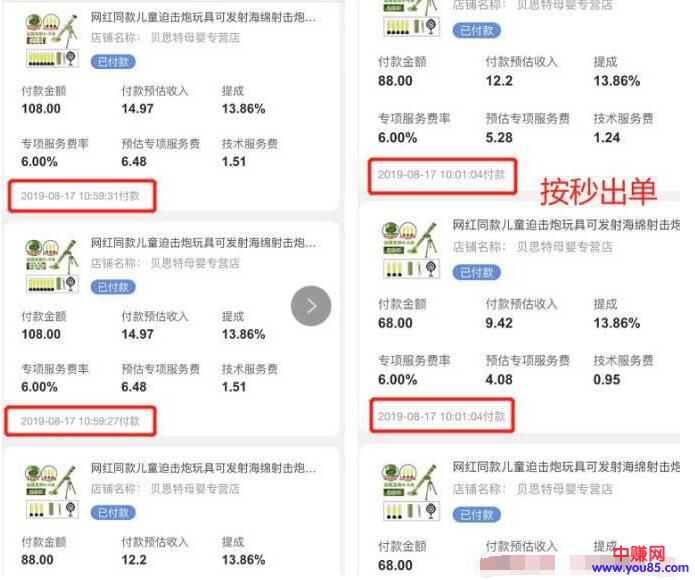 网红同款儿童迫击炮玩具可发射海绵射击炮...
店铺名称： 贝思特母婴专营店
已付款
付款金额 付款预估收入 提成
108.00 14.97 13.86%
专项服务费率 预估专项服务费 技术服务费
6.00% 6.48 1.51
2019-08-17 10:59:31付款
网红同款儿童迫击炮玩具可发射海绵射击炮...
店铺名称： 贝思特母婴专营店
已付款
付款金额 付款预估收入 提成
108.00 14.97 13.86%
专项服务费率 预估专项服务费 技术服务费
6.00% 6.48 1.51
2019-08-17 10:59:27付款
网红同款儿童迫击炮玩具可发射海绵射击炮...
店铺名称： 贝思特母婴专营店
已付款
付款金额 付款预估收入 提成
88.00 12.2 13.86%
店铺名称： 贝思特母婴专营店
已付款
付款金额 付款预估收入 提成
88.00 12.2 13.86%
专项服务费率 预估专项服务费 技术服务费
6.00% 5.28 1.24
2019-08-17 10:01:04付款
按秒出单
网红同款儿童迫击炮玩具可发射海绵射击炮...
店铺名称： 贝思特母婴专营店
已付款
付款金额 付款预估收入 提成
68.00 9.42 13.86%
专项服务费率 预估专项服务费 技术服务费
6.00% 4.08 0.95
2019-08-17 10:01:04付款
网红同款儿童迫击炮玩具可发射海绵射击炮
店铺名称： 贝思特母婴专营店
已付款
付款金额
68.00
中赚网
www.you85.com